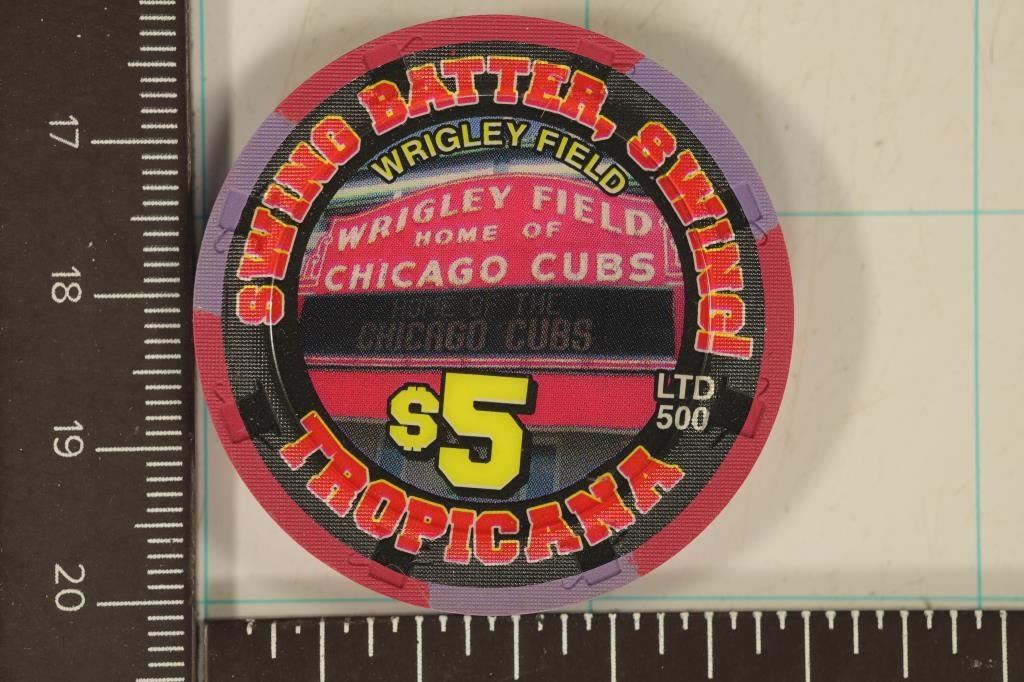 SWING BATTER, SWING!
WRIGLEY FIELD
WRIGLEY FIELD
HOME OF
CHICAGO CUBS
HOME OF THE
CHICAGO CUBS
$5
LTD
500
TROPICANA
17
18
19
20